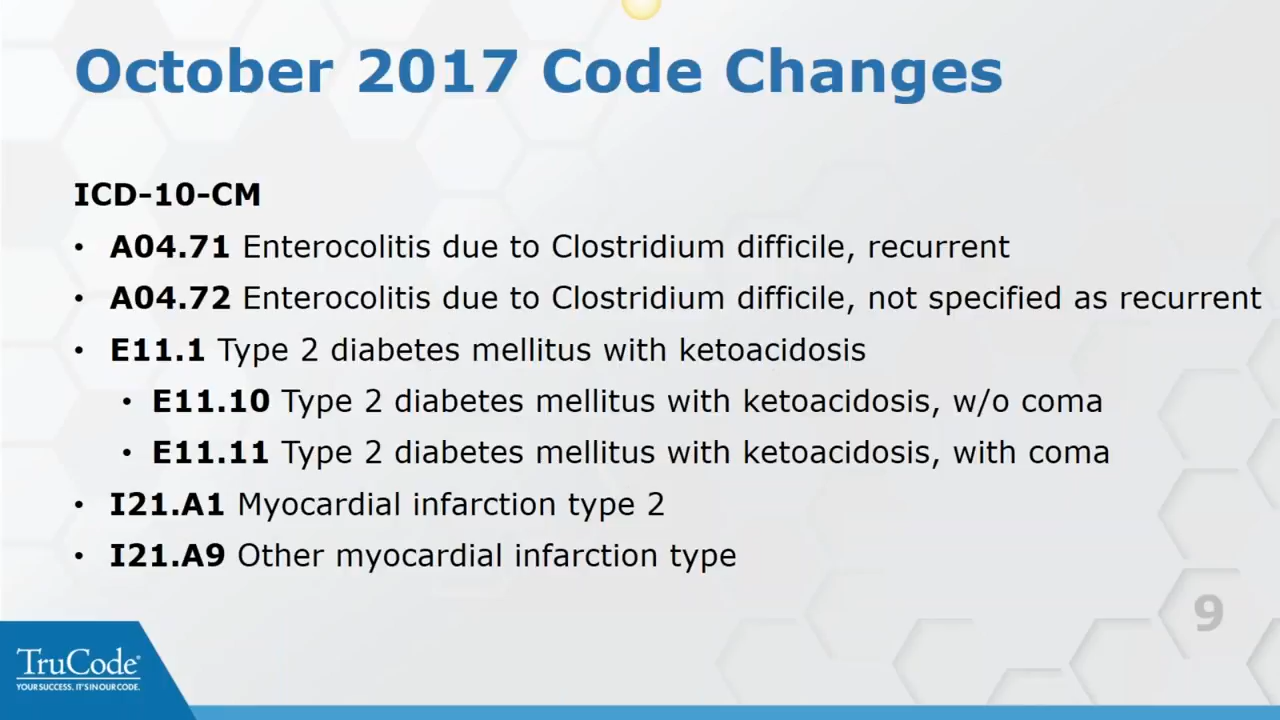 October 2017 Code Changes
ICD-10-CM
• A04.71 Enterocolitis due to Clostridium difficile, recurrent
• A04.72 Enterocolitis due to Clostridium difficile, not specified as recurrent
• E11.1 Type 2 diabetes mellitus with ketoacidosis
• E11.10 Type 2 diabetes mellitus with ketoacidosis, w/o coma
• E11.11 Type 2 diabetes mellitus with ketoacidosis, with coma
• I21.A1 Myocardial infarction type 2
• I21.A9 Other myocardial infarction type
9
TruCode®
YOUR SUCCESS. IT'S IN OUR CODE.